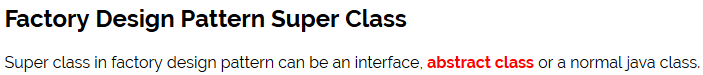 Factory Design Pattern Super Class
Super class in factory design pattern can be an interface, abstract class or a normal java class.